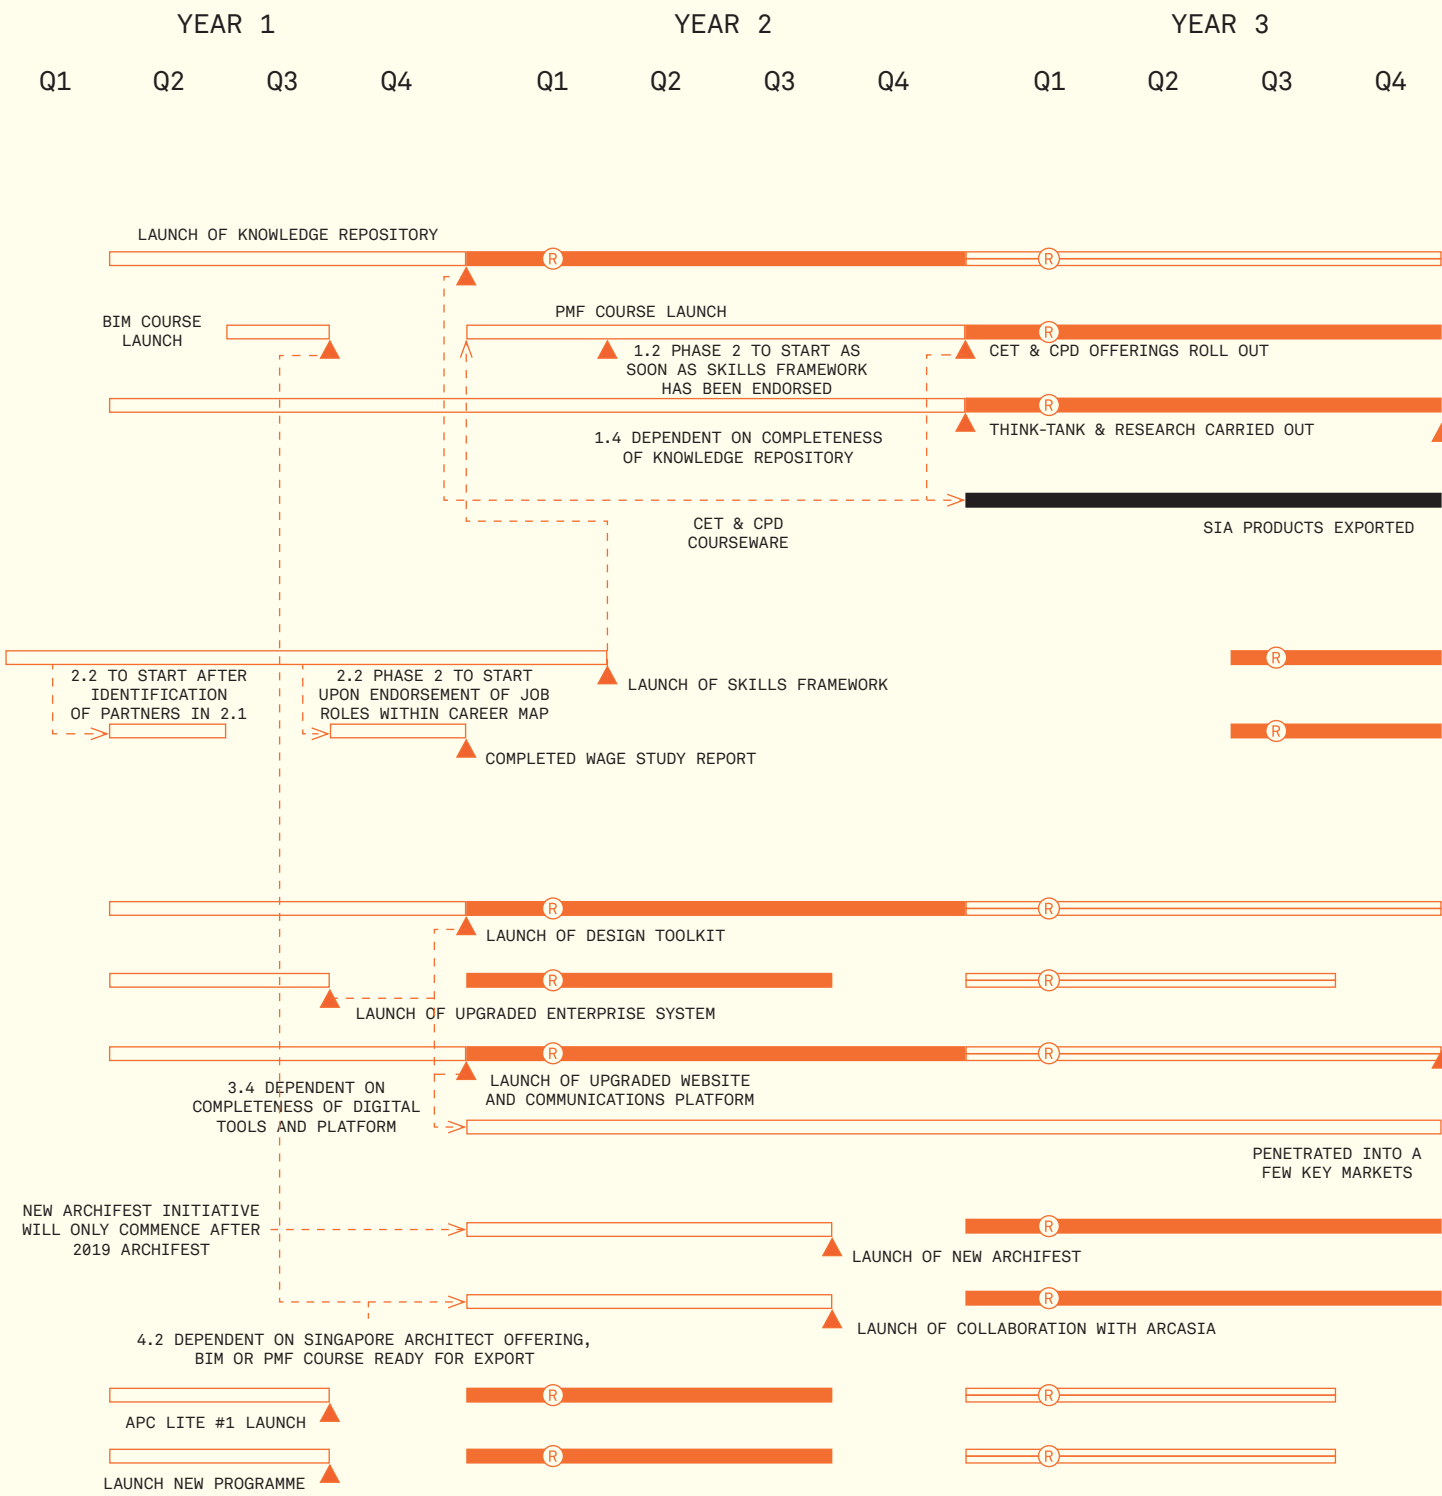 YEAR 1 YEAR 2 YEAR 3
Q1 Q2 Q3 Q4 Q1 Q2 Q3 Q4 Q1 Q2 Q3 Q4
LAUNCH OF KNOWLEDGE REPOSITORY
R R
BIM COURSE
LAUNCH
PMF COURSE LAUNCH
R
1.2 PHASE 2 TO START AS
SOON AS SKILLS FRAMEWORK
HAS BEEN ENDORSED
CET & CPD OFFERINGS ROLL OUT
R
THINK-TANK & RESEARCH CARRIED OUT
1.4 DEPENDENT ON COMPLETENESS
OF KNOWLEDGE REPOSITORY
CET & CPD
COURSEWARE
SIA PRODUCTS EXPORTED
R
2.2 TO START AFTER
IDENTIFICATION
OF PARTNERS IN 2.1
2.2 PHASE 2 TO START
UPON ENDORSEMENT OF JOB
ROLES WITHIN CAREER MAP
LAUNCH OF SKILLS FRAMEWORK
R
COMPLETED WAGE STUDY REPORT
R R
LAUNCH OF DESIGN TOOLKIT
R R
LAUNCH OF UPGRADED ENTERPRISE SYSTEM
R R
LAUNCH OF UPGRADED WEBSITE
AND COMMUNICATIONS PLATFORM
3.4 DEPENDENT ON
COMPLETENESS OF DIGITAL
TOOLS AND PLATFORM
PENETRATED INTO A
FEW KEY MARKETS
NEW ARCHIFEST INITIATIVE
WILL ONLY COMMENCE AFTER
2019 ARCHIFEST
R
LAUNCH OF NEW ARCHIFEST
R
LAUNCH OF COLLABORATION WITH ARCASIA
4.2 DEPENDENT ON SINGAPORE ARCHITECT OFFERING,
BIM OR PMF COURSE READY FOR EXPORT
R R
APC LITE #1 LAUNCH
R R
LAUNCH NEW PROGRAMME